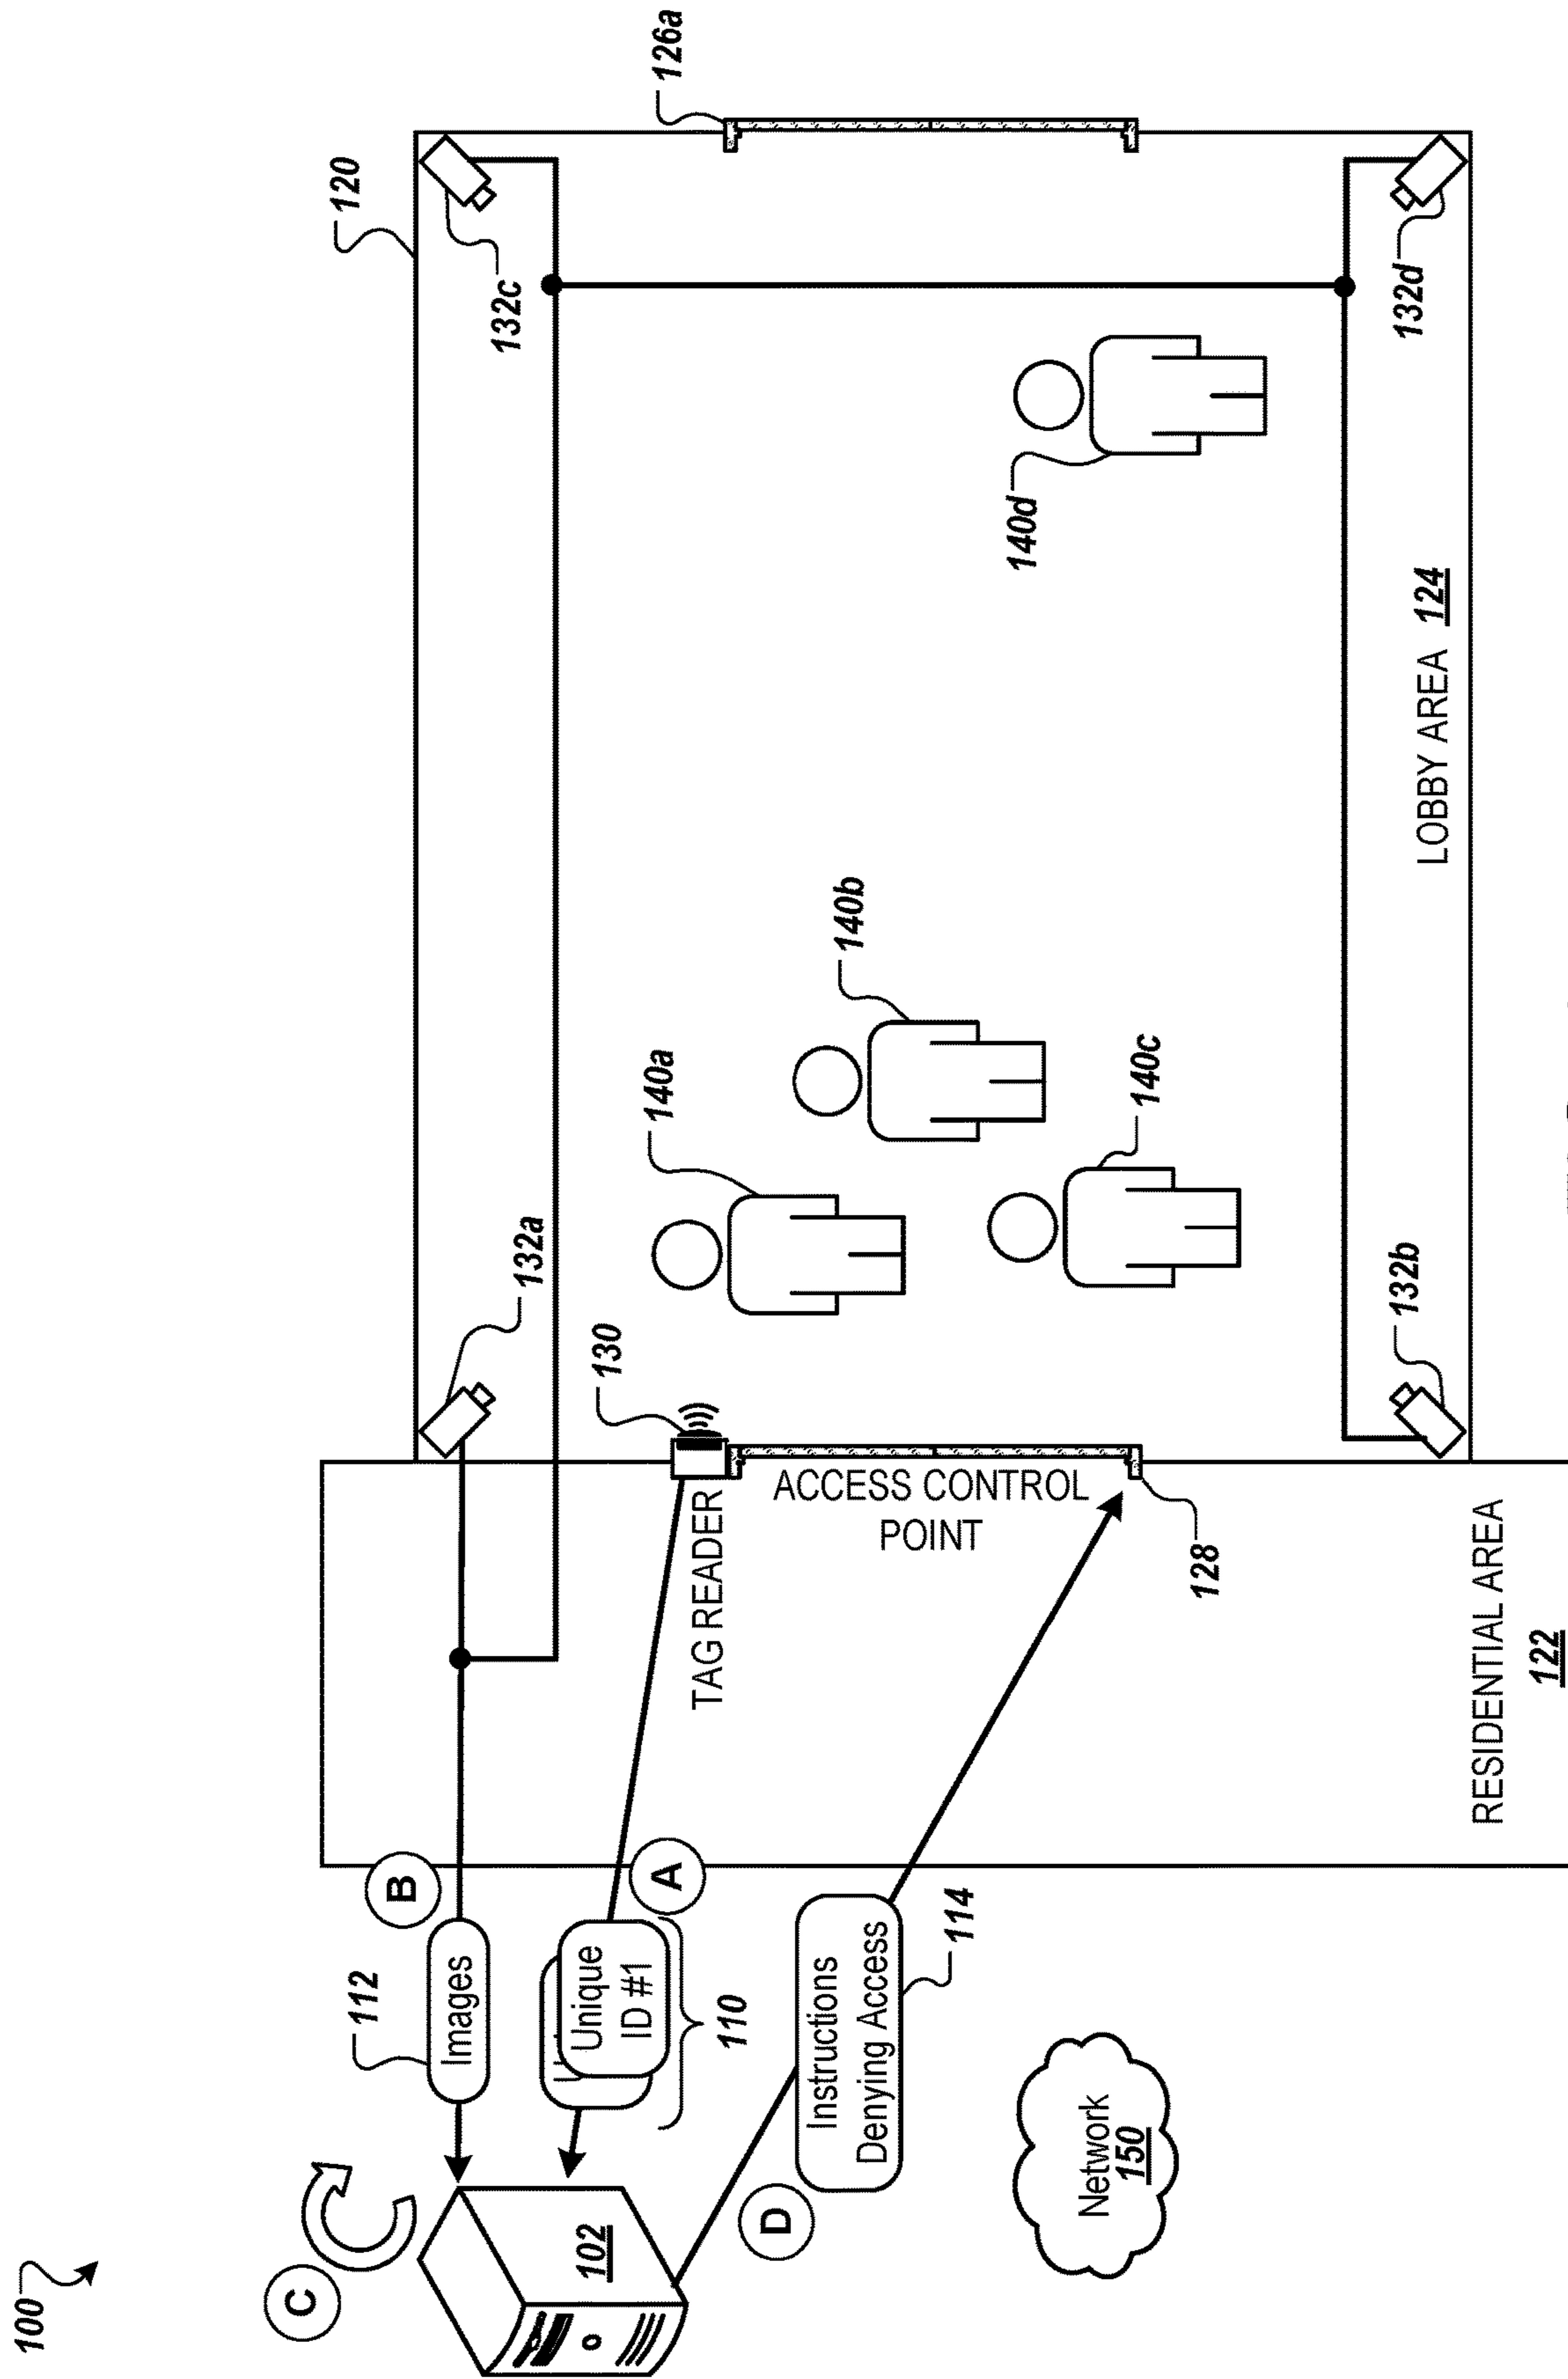 100
C
102
112
Images
B
Unique
ID #1
110
A
D
Instructions
Denying Access
114
Network
150
120
132a
132c
126a
TAG READER
130
ACCESS CONTROL
POINT
128
140a
140b
140c
140d
132b
132d
LOBBY AREA 124
RESIDENTIAL AREA
122